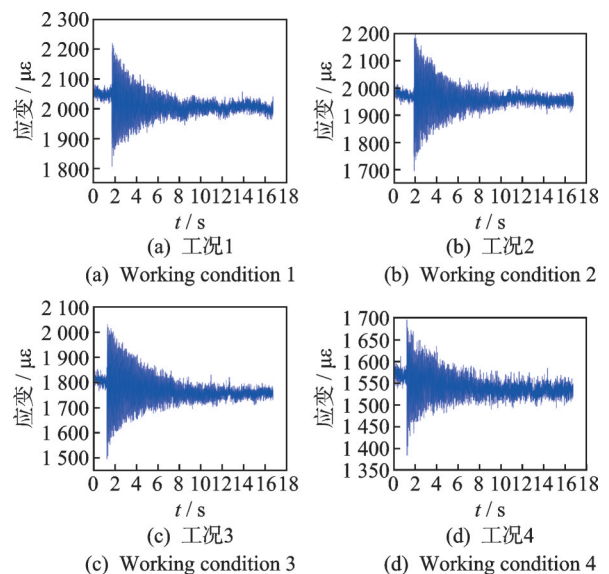 2 300
2 200
2 100
2 000
1 900
1 800
应变 / με
0 2 4 6 8 10 12 14 16 18
t / s
(a) 工况1
(a) Working condition 1
2 200
2 100
2 000
1 900
1 800
1 700
应变 / με
0 2 4 6 8 10 12 14 16 18
t / s
(b) 工况2
(b) Working condition 2
2 100
2 000
1 900
1 800
1 700
1 600
1 500
应变 / με
0 2 4 6 8 10 12 14 16 18
t / s
(c) 工况3
(c) Working condition 3
1 700
1 650
1 600
1 550
1 500
1 450
1 400
1 350
应变 / με
0 2 4 6 8 10 12 14 16 18
t / s
(d) 工况4
(d) Working condition 4